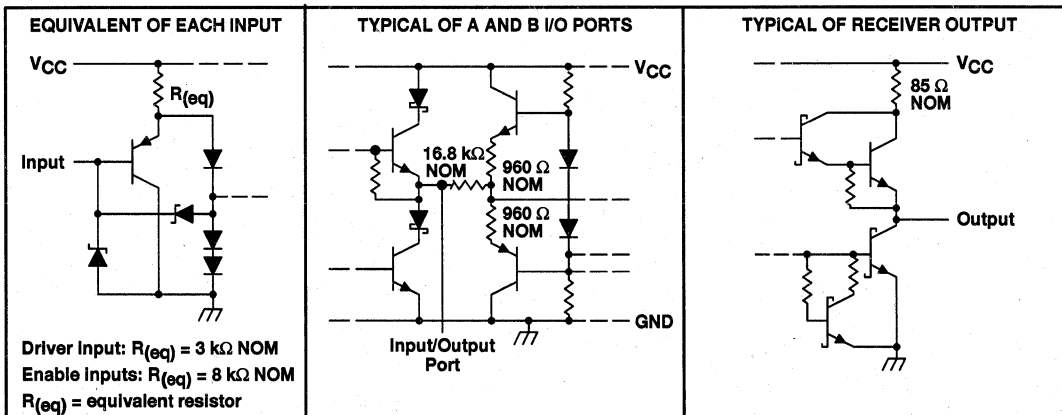 EQUIVALENT OF EACH INPUT
VCC
R(eq)
Input
Driver input: R(eq) = 3 kΩ NOM
Enable inputs: R(eq) = 8 kΩ NOM
R(eq) = equivalent resistor
TYPICAL OF A AND B I/O PORTS
VCC
16.8 kΩ
NOM
960 Ω
NOM
960 Ω
NOM
GND
Input/Output
Port
TYPICAL OF RECEIVER OUTPUT
VCC
85 Ω
NOM
Output